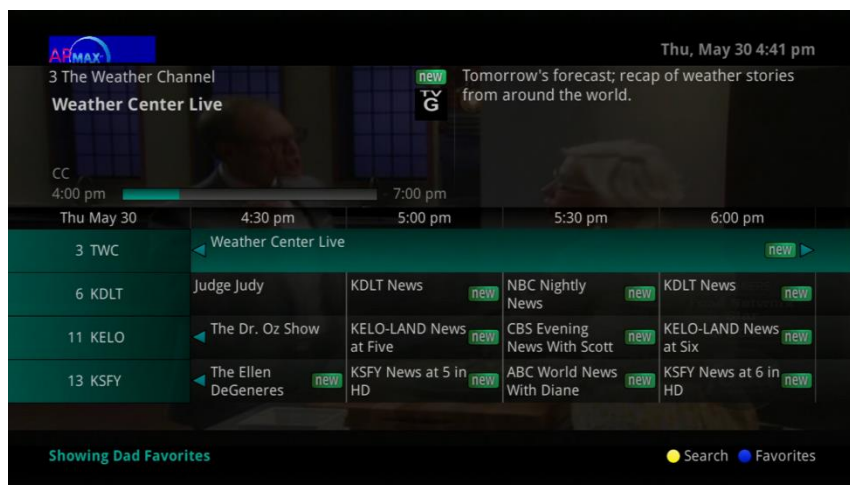 ARMAX
Thu, May 30 4:41 pm
3 The Weather Channel
Weather Center Live
new
TV
G
Tomorrow's forecast; recap of weather stories
from around the world.
CC
4:00 pm
7:00 pm
Thu May 30 4:30 pm 5:00 pm 5:30 pm 6:00 pm
3 TWC Weather Center Live new
6 KDLT Judge Judy KDLT News new NBC Nightly new KDLT News new
News
11 KELO The Dr. Oz Show KELO-LAND News new CBS Evening new KELO-LAND News new
at Five News With Scott at Six
13 KSFY The Ellen new KSFY News at 5 in new ABC World News new KSFY News at 6 in new
DeGeneres HD With Diane HD
Showing Dad Favorites
Search Favorites